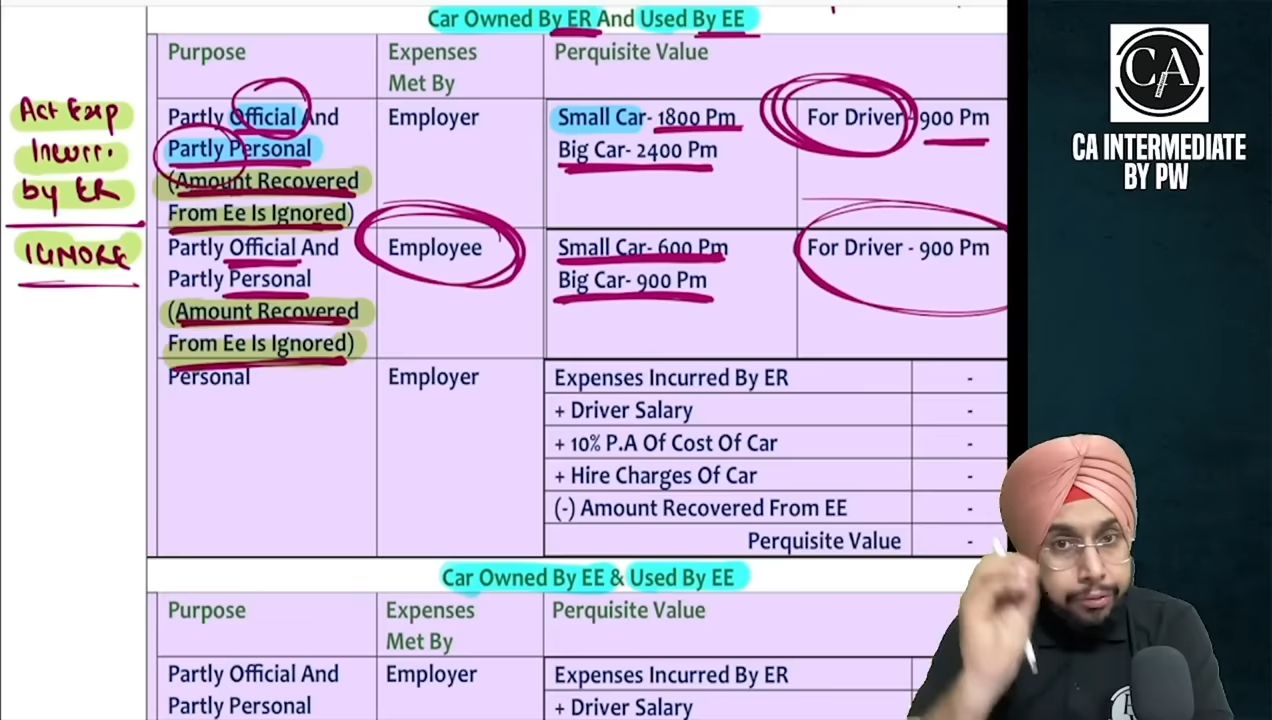 Car Owned By ER And Used By EE
Purpose
Expenses
Met By
Perquisite Value
Partly Official And
Partly Personal
(Amount Recovered
From Ee Is Ignored)
Employer
Small Car- 1800 Pm
Big Car- 2400 Pm
For Driver - 900 Pm
Act Exp
Incurr.
by ER
IGNORE
Partly Official And
Partly Personal
(Amount Recovered
From Ee Is Ignored)
Employee
Small Car- 600 Pm
Big Car- 900 Pm
For Driver - 900 Pm
Personal
Employer
Expenses Incurred By ER -
+ Driver Salary -
+ 10% P.A Of Cost Of Car -
+ Hire Charges Of Car -
(-) Amount Recovered From EE -
Perquisite Value -
Car Owned By EE & Used By EE
Purpose
Expenses
Met By
Perquisite Value
Partly Official And
Partly Personal
Employer
Expenses Incurred By ER
+ Driver Salary
CA
CA INTERMEDIATE
BY PW